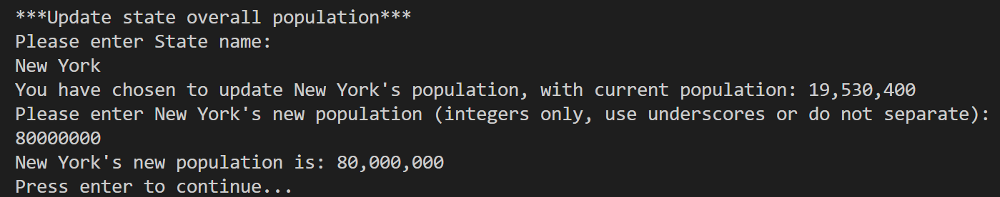 ***Update state overall population***
Please enter State name:
New York
You have chosen to update New York's population, with current population: 19,530,400
Please enter New York's new population (integers only, use underscores or do not separate):
80000000
New York's new population is: 80,000,000
Press enter to continue...